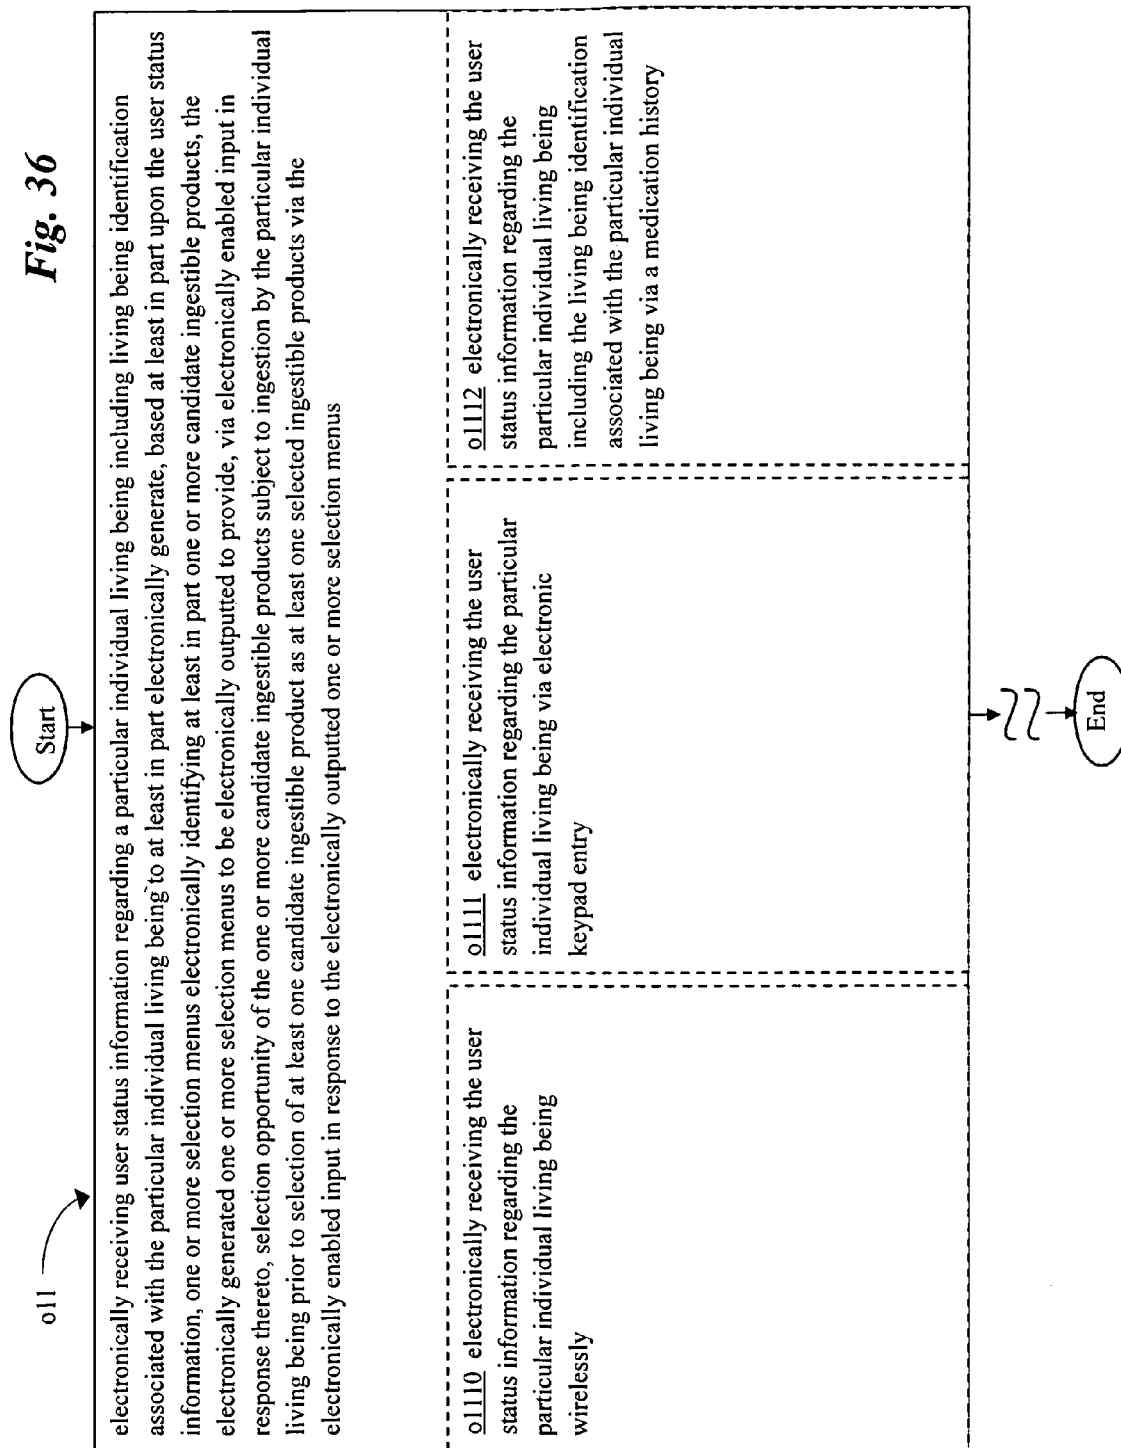 Fig. 36
Start
o11
electronically receiving user status information regarding a particular individual living being including living being identification
associated with the particular individual living being to at least in part electronically generate, based at least in part upon the user status
information, one or more selection menus electronically identifying at least in part one or more candidate ingestible products, the
electronically generated one or more selection menus to be electronically outputted to provide, via electronically enabled input in
response thereto, selection opportunity of the one or more candidate ingestible products subject to ingestion by the particular individual
living being prior to selection of at least one candidate ingestible product as at least one selected ingestible products via the
electronically enabled input in response to the electronically outputted one or more selection menus
o1110 electronically receiving the user
status information regarding the
particular individual living being
wirelessly
o1111 electronically receiving the user
status information regarding the particular
individual living being via electronic
keypad entry
o1112 electronically receiving the user
status information regarding the
particular individual living being
including the living being identification
associated with the particular individual
living being via a medication history
End